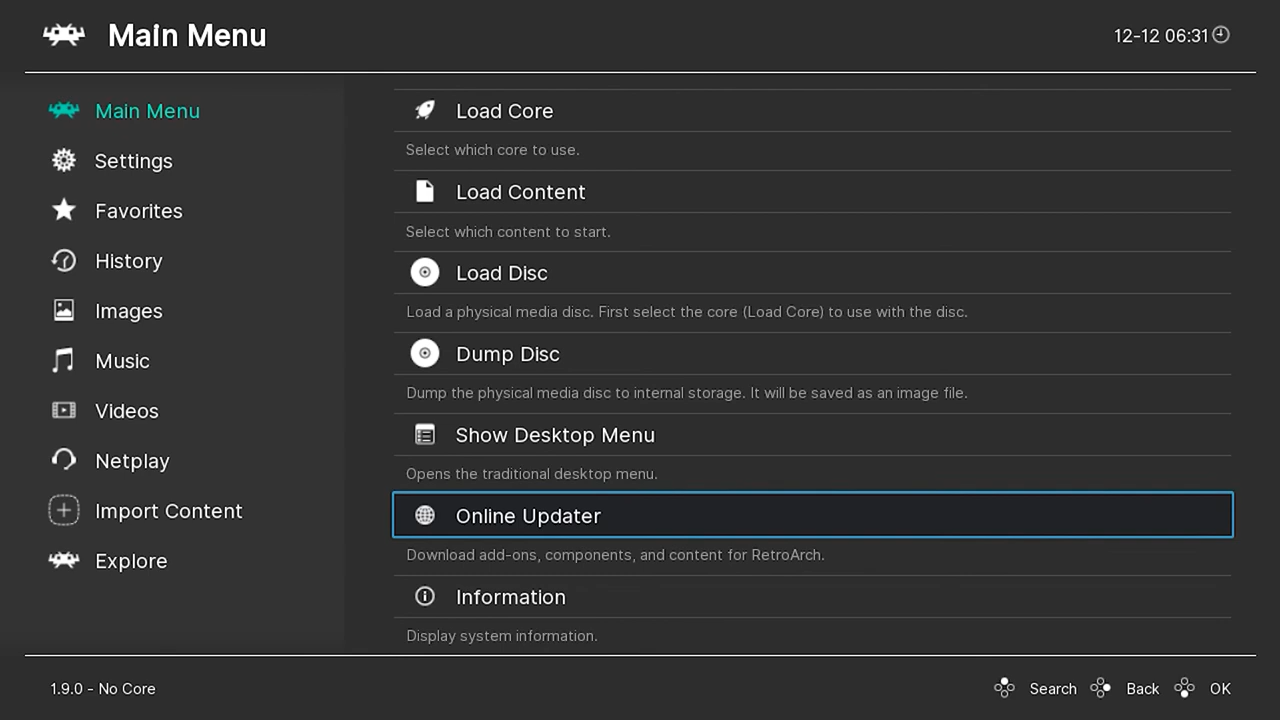 Main Menu
12-12 06:31
Main Menu
Settings
Favorites
History
Images
Music
Videos
Netplay
Import Content
Explore
Load Core
Select which core to use.
Load Content
Select which content to start.
Load Disc
Load a physical media disc. First select the core (Load Core) to use with the disc.
Dump Disc
Dump the physical media disc to internal storage. It will be saved as an image file.
Show Desktop Menu
Opens the traditional desktop menu.
Online Updater
Download add-ons, components, and content for RetroArch.
Information
Display system information.
1.9.0 - No Core
Search Back OK